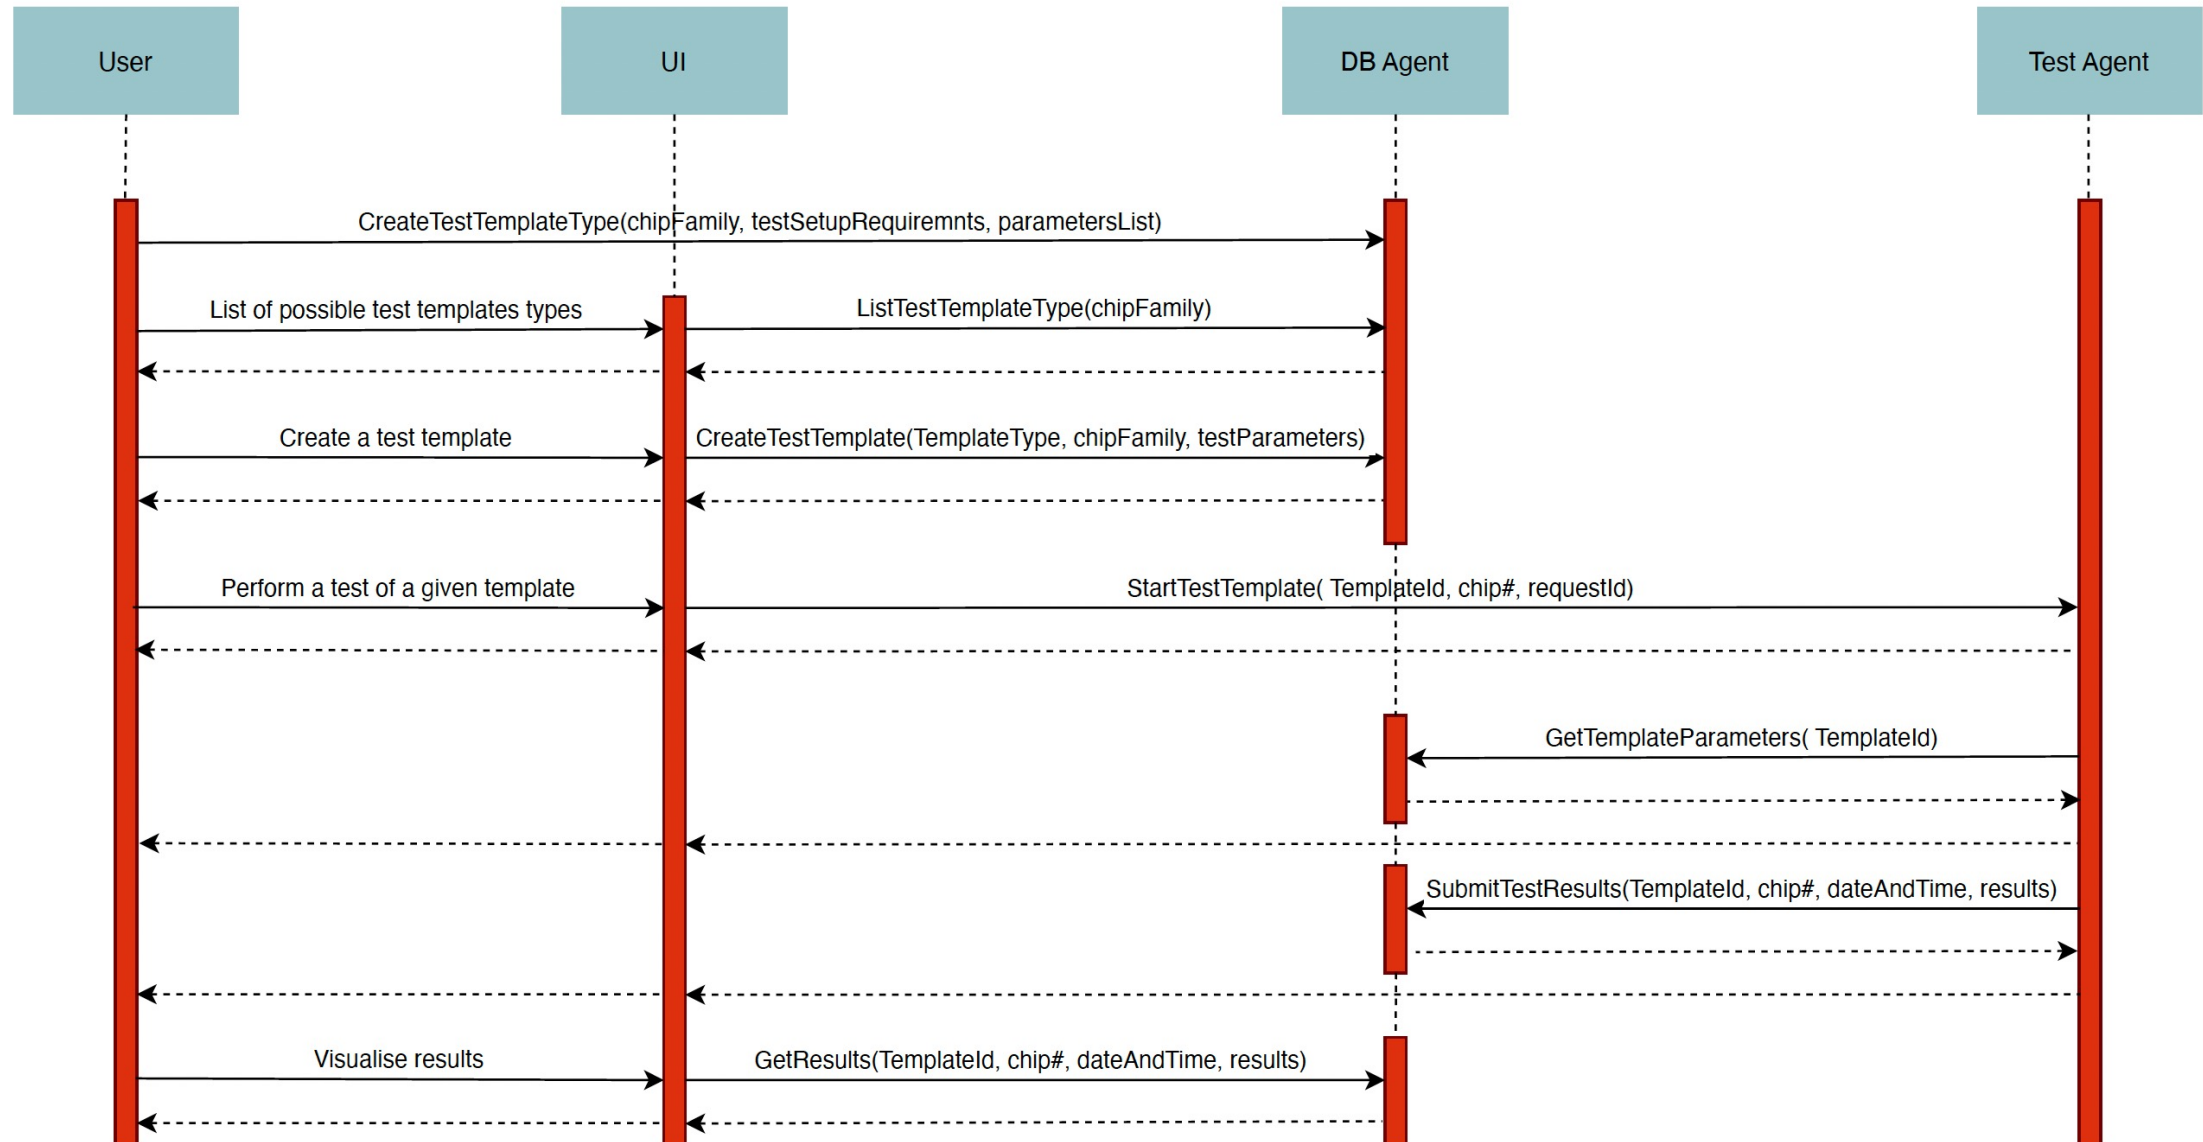 User
UI
DB Agent
Test Agent
CreateTestTemplateType(chipFamily, testSetupRequiremnts, parametersList)
List of possible test templates types
ListTestTemplateType(chipFamily)
Create a test template
CreateTestTemplate(TemplateType, chipFamily, testParameters)
Perform a test of a given template
StartTestTemplate( TemplateId, chip#, requestId)
GetTemplateParameters( TemplateId)
SubmitTestResults(TemplateId, chip#, dateAndTime, results)
Visualise results
GetResults(TemplateId, chip#, dateAndTime, results)